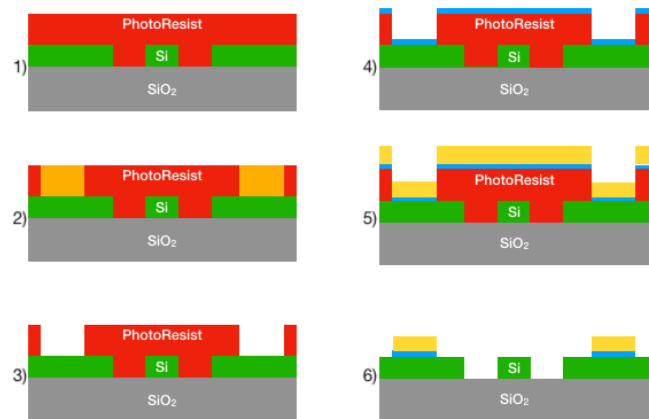 PhotoResist
Si
1)
SiO₂
PhotoResist
Si
2)
SiO₂
PhotoResist
Si
3)
SiO₂
PhotoResist
Si
4)
SiO₂
PhotoResist
Si
5)
SiO₂
Si
6)
SiO₂